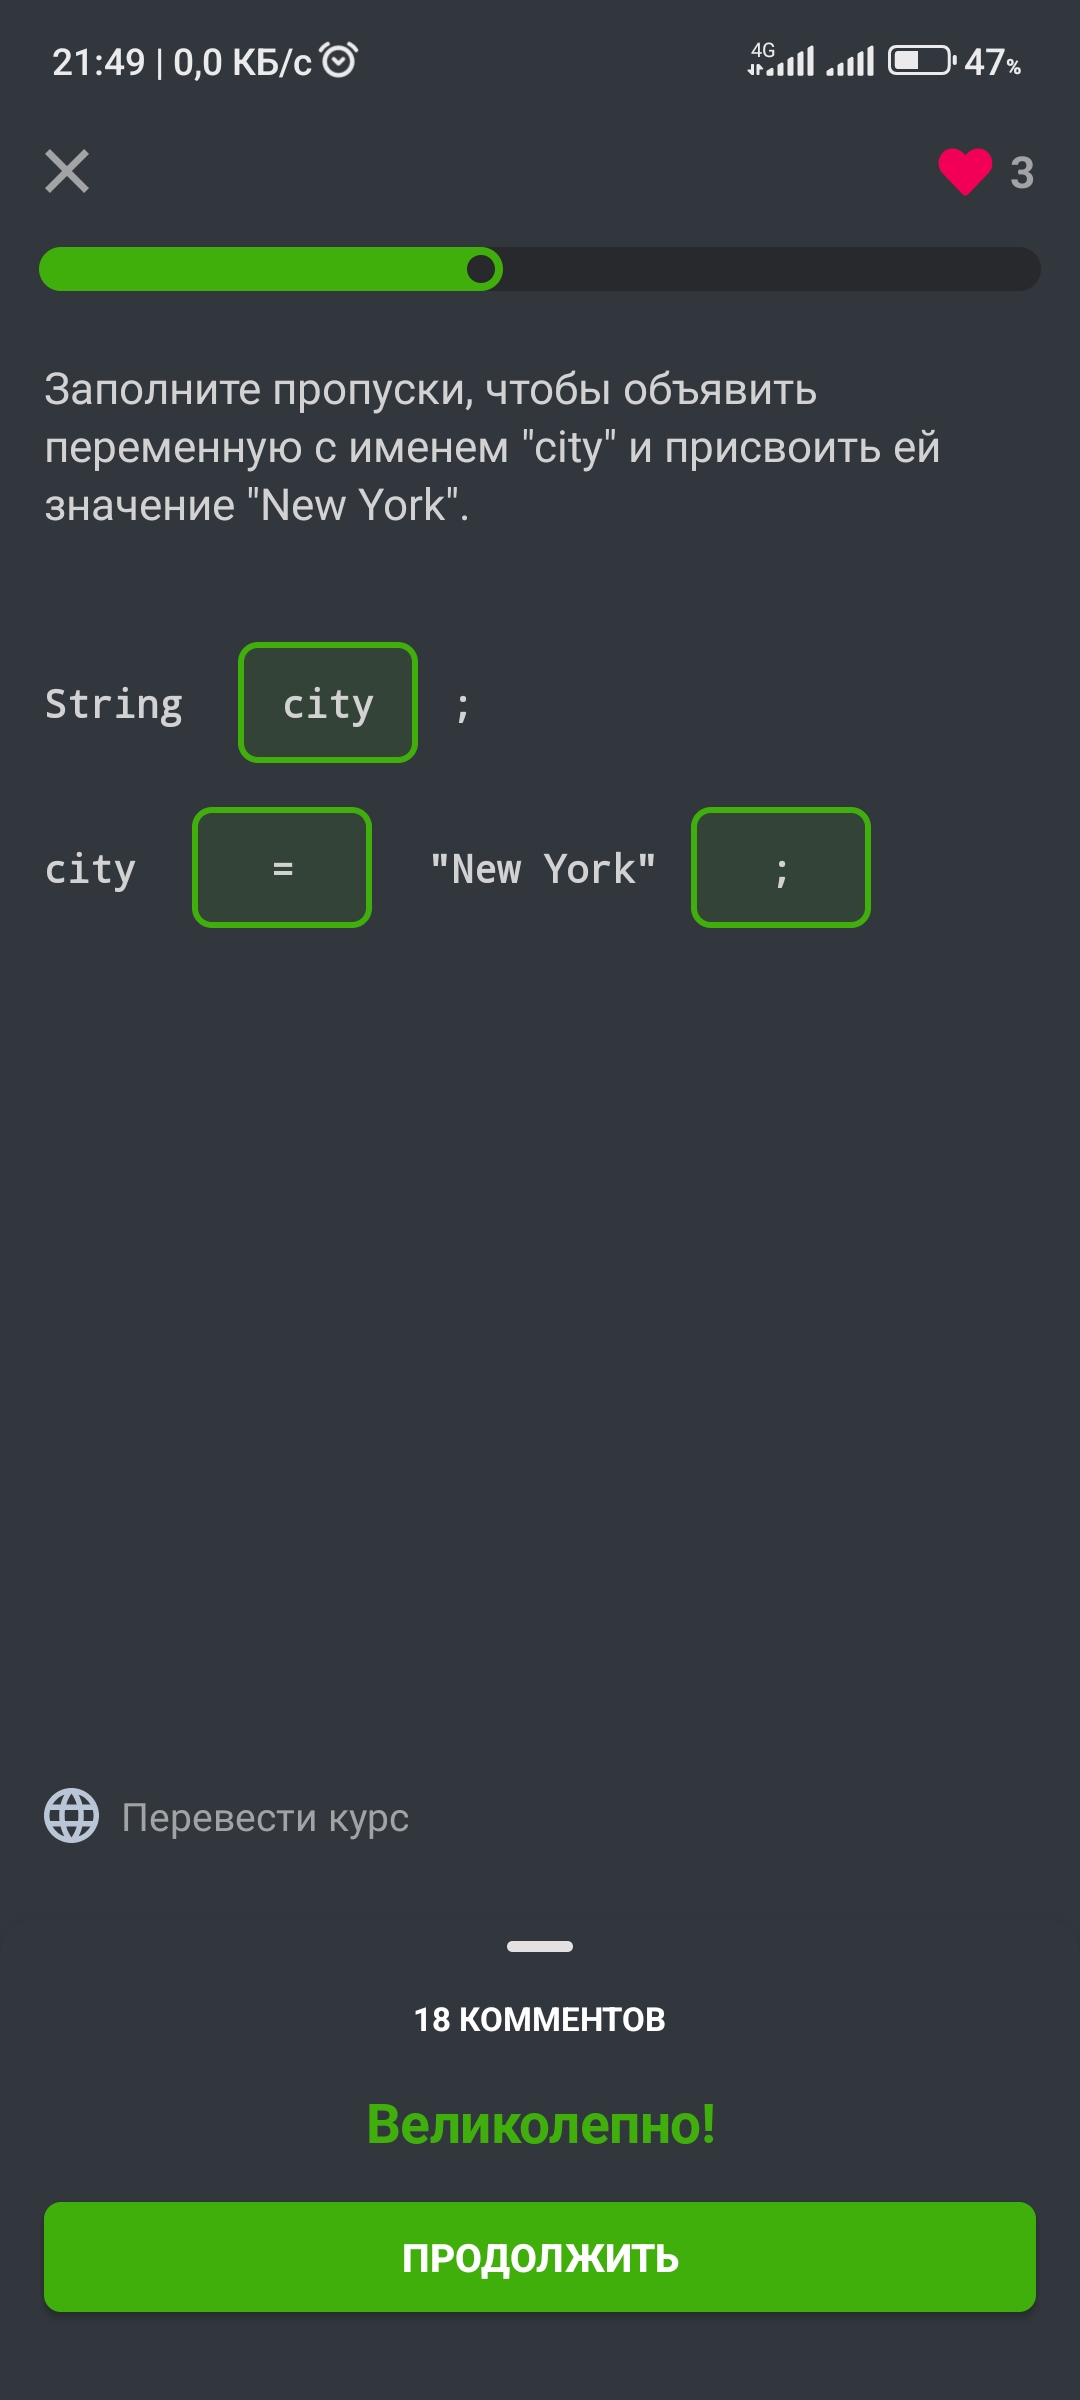 21:49 | 0,0 КБ/с 4G 47%
3
Заполните пропуски, чтобы объявить
переменную с именем "city" и присвоить ей
значение "New York".
String city ;
city = "New York" ;
Перевести курс
18 КОММЕНТОВ
Великолепно!
ПРОДОЛЖИТЬ